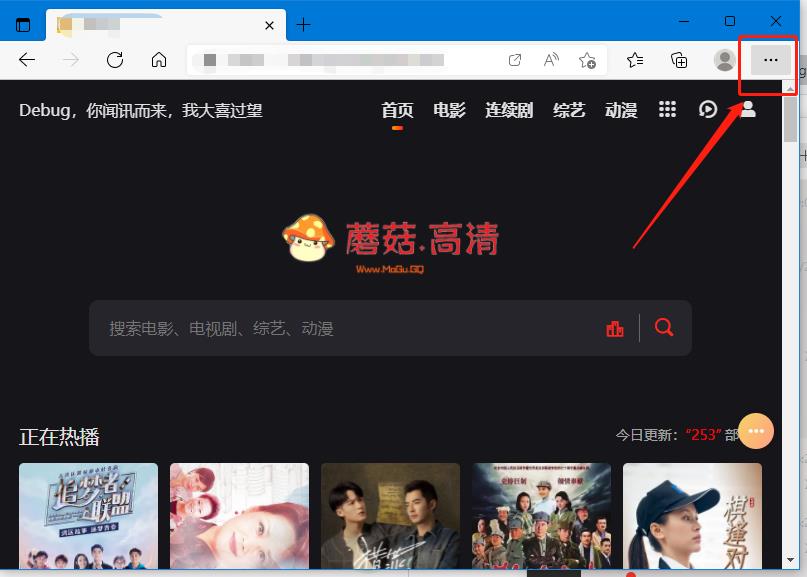 Debug，你闻讯而来，我大喜过望
首页 电影 连续剧 综艺 动漫
蘑菇.高清
Www.MoGu.GQ
搜索电影、电视剧、综艺、动漫
正在热播
今日更新：“253”部
追梦者
联盟
棋逢对